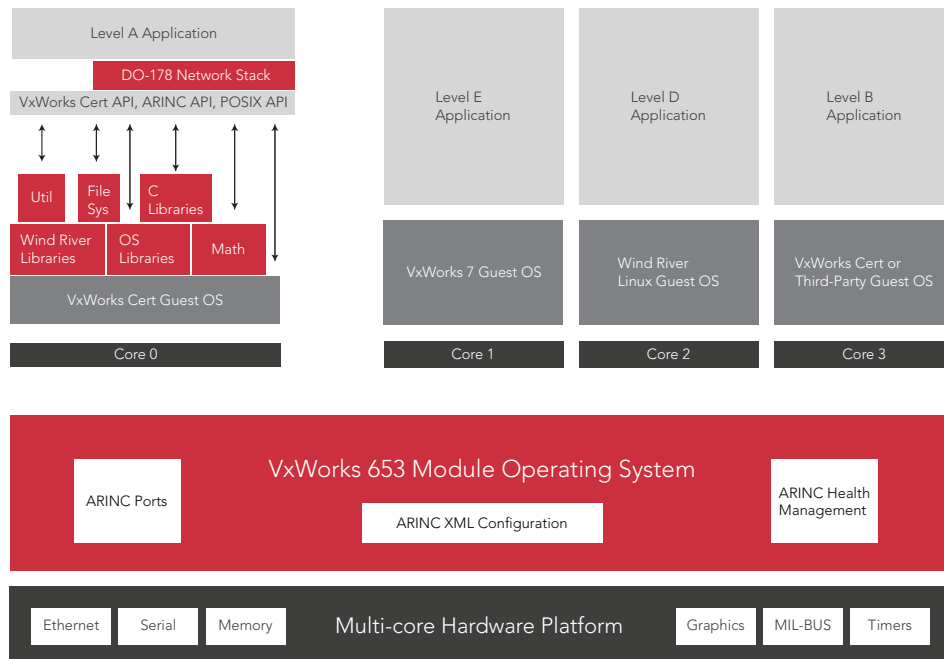 Level A Application
DO-178 Network Stack
VxWorks Cert API, ARINC API, POSIX API
Util
File
Sys
C
Libraries
Wind River
Libraries
OS
Libraries
Math
VxWorks Cert Guest OS
Core 0
Level E
Application
VxWorks 7 Guest OS
Core 1
Level D
Application
Wind River
Linux Guest OS
Core 2
Level B
Application
VxWorks Cert or
Third-Party Guest OS
Core 3
VxWorks 653 Module Operating System
ARINC Ports
ARINC XML Configuration
ARINC Health
Management
Ethernet
Serial
Memory
Multi-core Hardware Platform
Graphics
MIL-BUS
Timers